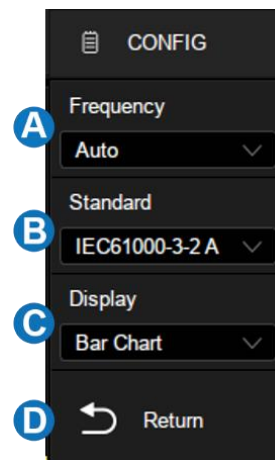 CONFIG
A
Frequency
Auto
B
Standard
IEC61000-3-2 A
C
Display
Bar Chart
D
Return